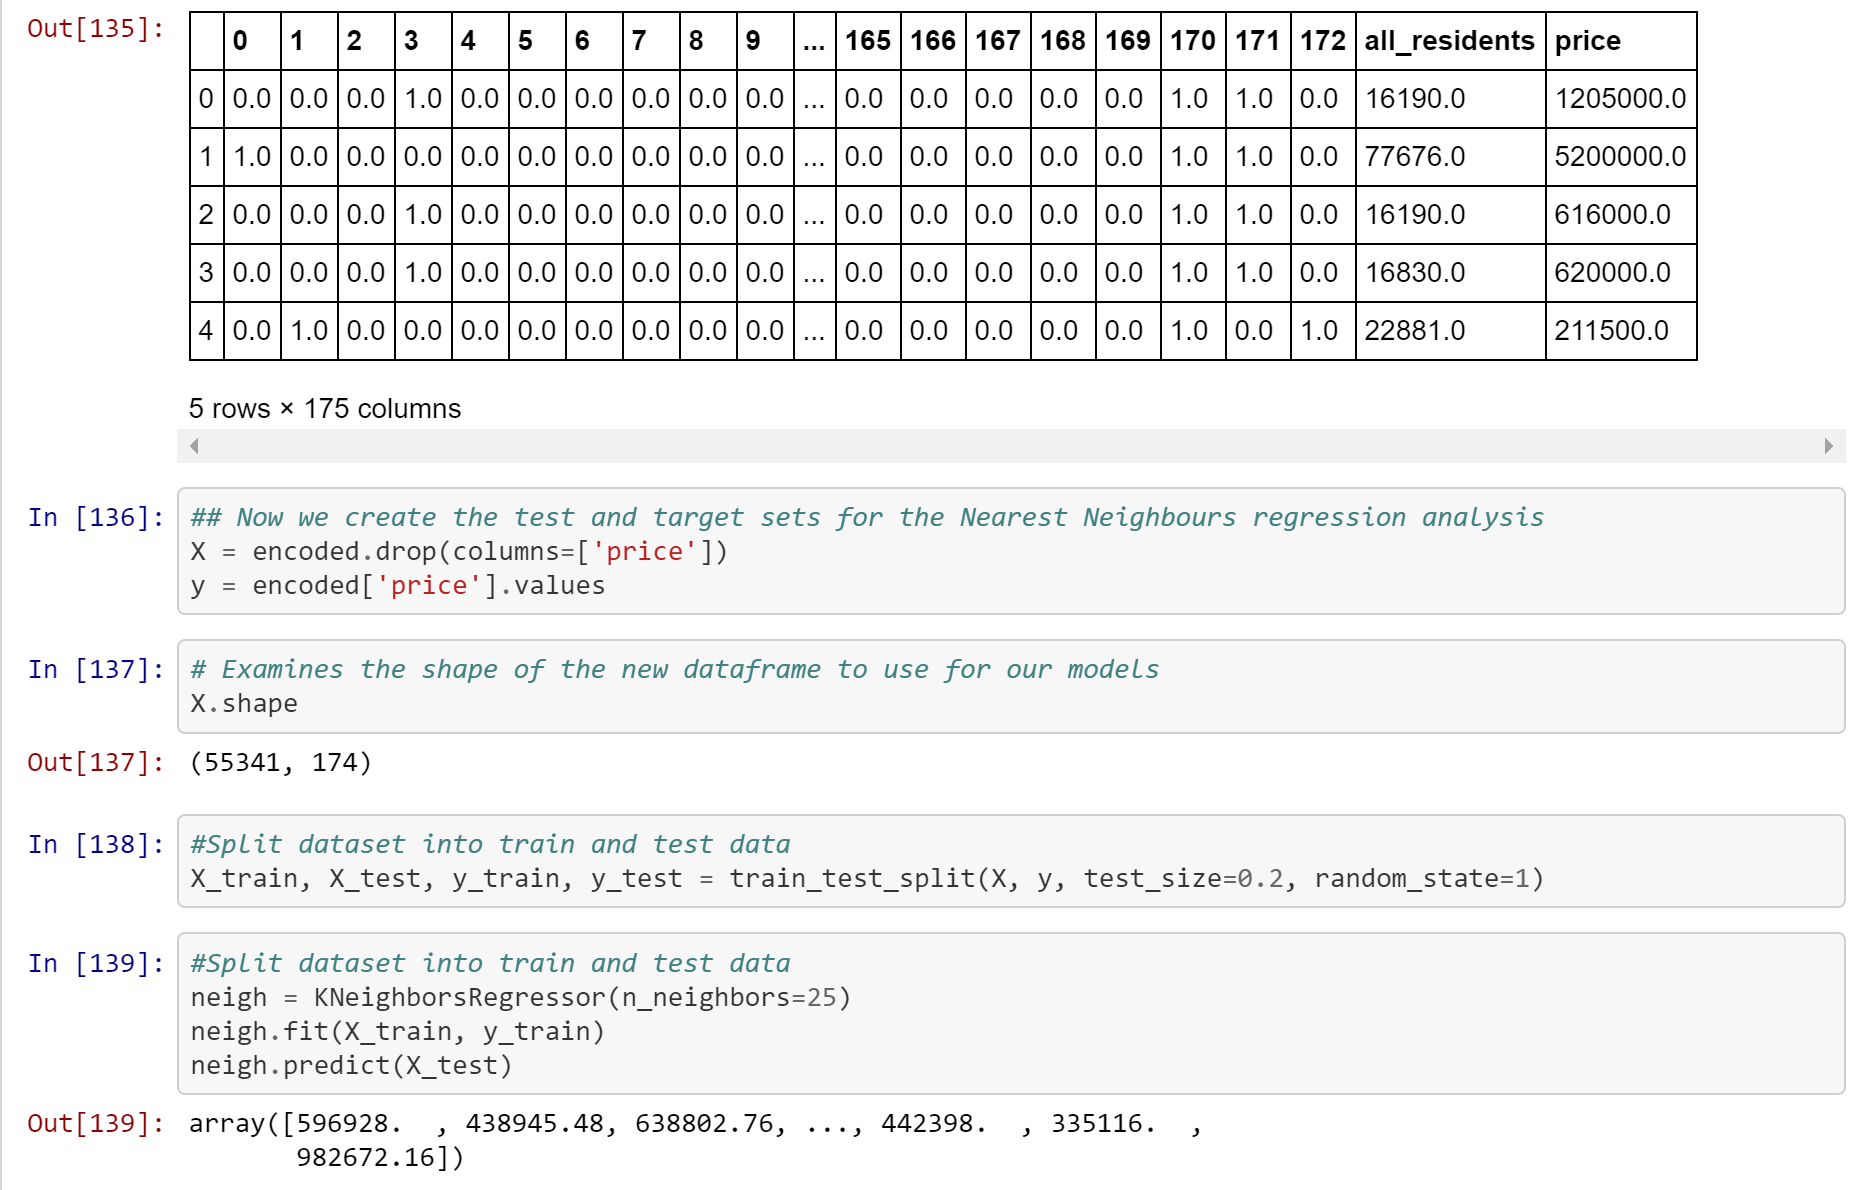 Out[135]:
0 1 2 3 4 5 6 7 8 9 ... 165 166 167 168 169 170 171 172 all_residents price
0 0.0 0.0 0.0 1.0 0.0 0.0 0.0 0.0 0.0 0.0 ... 0.0 0.0 0.0 0.0 0.0 1.0 1.0 0.0 16190.0 1205000.0
1 1.0 0.0 0.0 0.0 0.0 0.0 0.0 0.0 0.0 0.0 ... 0.0 0.0 0.0 0.0 0.0 1.0 1.0 0.0 77676.0 5200000.0
2 0.0 0.0 0.0 1.0 0.0 0.0 0.0 0.0 0.0 0.0 ... 0.0 0.0 0.0 0.0 0.0 1.0 1.0 0.0 16190.0 616000.0
3 0.0 0.0 0.0 1.0 0.0 0.0 0.0 0.0 0.0 0.0 ... 0.0 0.0 0.0 0.0 0.0 1.0 1.0 0.0 16830.0 620000.0
4 0.0 1.0 0.0 0.0 0.0 0.0 0.0 0.0 0.0 0.0 ... 0.0 0.0 0.0 0.0 0.0 1.0 0.0 1.0 22881.0 211500.0
5 rows × 175 columns
In [136]: ## Now we create the test and target sets for the Nearest Neighbours regression analysis
X = encoded.drop(columns=['price'])
y = encoded['price'].values
In [137]: # Examines the shape of the new dataframe to use for our models
X.shape
Out[137]: (55341, 174)
In [138]: #Split dataset into train and test data
X_train, X_test, y_train, y_test = train_test_split(X, y, test_size=0.2, random_state=1)
In [139]: #Split dataset into train and test data
neigh = KNeighborsRegressor(n_neighbors=25)
neigh.fit(X_train, y_train)
neigh.predict(X_test)
Out[139]: array([596928.  , 438945.48, 638802.76, ..., 442398.  , 335116.  ,
982672.16])